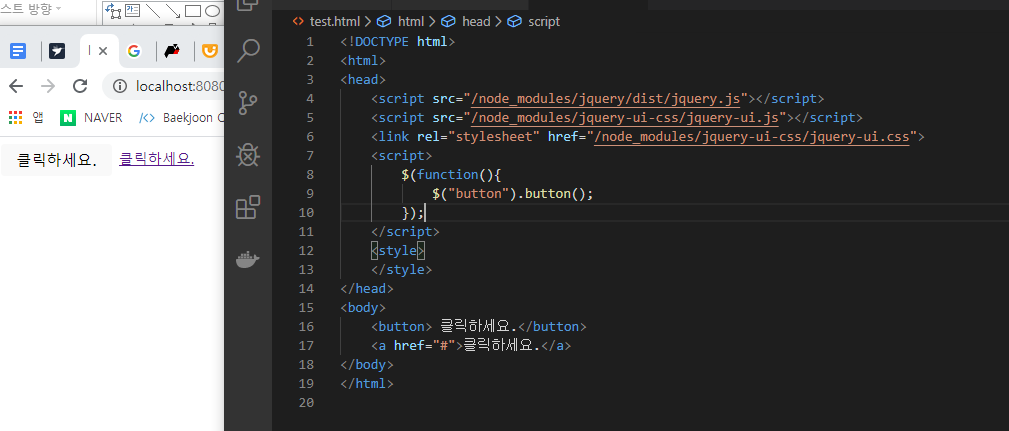 스트 방향
test.html > html > head > script
localhost:8080
앱 NAVER </> Baekjoon
클릭하세요. 클릭하세요.
1 <!DOCTYPE html>
2 <html>
3 <head>
4 <script src="/node_modules/jquery/dist/jquery.js"></script>
5 <script src="/node_modules/jquery-ui-css/jquery-ui.js"></script>
6 <link rel="stylesheet" href="/node_modules/jquery-ui-css/jquery-ui.css">
7 <script>
8 $(function(){
9 $("button").button();
10 });
11 </script>
12 <style>
13 </style>
14 </head>
15 <body>
16 <button> 클릭하세요.</button>
17 <a href="#">클릭하세요.</a>
18 </body>
19 </html>
20